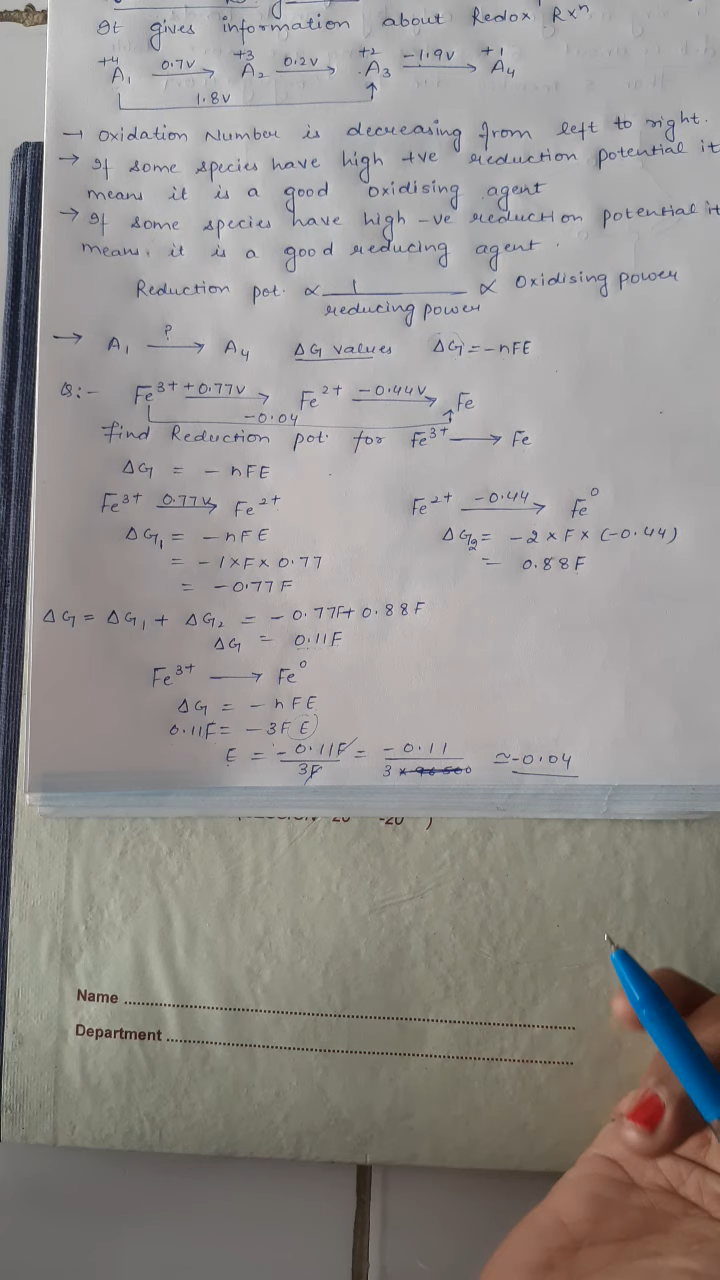 It gives information about Redox Rxⁿ
+4 +3 +2 +1
A₁ 0.7V→ A₂ 0.2V→ A₃ -1.9V→ A₄
1.8V
→ Oxidation Number is decreasing from left to right.
→ If some species have high +ve reduction potential it
means it is a good oxidising agent
→ If some species have high -ve reduction potential it
means it is a good reducing agent.
Reduction pot. ∝ 1/reducing power ∝ Oxidising power
→ A₁ ?→ A₄ ΔG values ΔG = -nFE
Q:- Fe³⁺ +0.77V→ Fe²⁺ -0.44V→ Fe
-0.04
find Reduction pot. for Fe³⁺ → Fe
ΔG = -nFE
Fe³⁺ 0.77V→ Fe²⁺ Fe²⁺ -0.44→ Fe⁰
ΔG₁ = -nFE ΔG₂ = -2×F×(-0.44)
= -1×F×0.77 = 0.88F
= -0.77F
ΔG = ΔG₁ + ΔG₂ = -0.77F+0.88F
ΔG = 0.11F
Fe³⁺ → Fe⁰
ΔG = -nFE
0.11F = -3FE
E = -0.11F/3F = -0.11/3 ≃-0.04
Name
Department